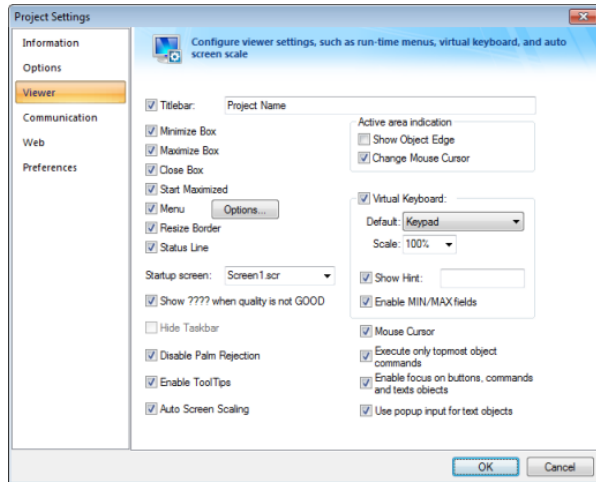 Project Settings
Information
Options
Viewer
Communication
Web
Preferences
Configure viewer settings, such as run-time menus, virtual keyboard, and auto
screen scale
Titlebar: Project Name
Minimize Box
Maximize Box
Close Box
Start Maximized
Menu Options...
Resize Border
Status Line
Startup screen: Screen1.scr
Show ???? when quality is not GOOD
Hide Taskbar
Disable Palm Rejection
Enable ToolTips
Auto Screen Scaling
Active area indication
Show Object Edge
Change Mouse Cursor
Virtual Keyboard:
Default: Keypad
Scale: 100%
Show Hint:
Enable MIN/MAX fields
Mouse Cursor
Execute only topmost object
commands
Enable focus on buttons, commands
and texts objects
Use popup input for text objects
OK Cancel